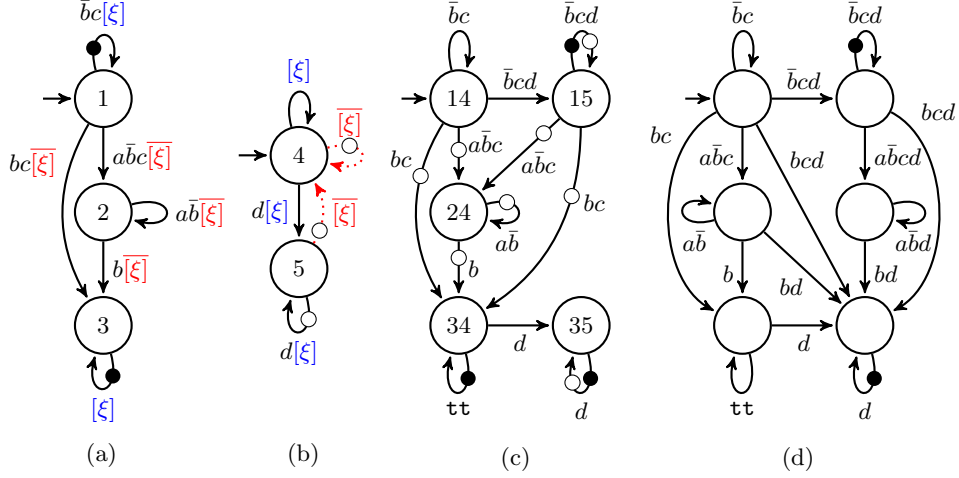 b̄c[ξ]
1
bc[ξ]̅
ab̄c[ξ]̅
2
ab̄[ξ]̅
b[ξ]̅
3
[ξ]
(a)
[ξ]
[ξ]̅
4
d[ξ]
[ξ]̅
5
d[ξ]
(b)
b̄c
b̄cd
14
b̄cd
15
bc
ab̄c
ab̄c
24
ab̄
bc
b
34
d
35
tt
d
(c)
b̄c
b̄cd
b̄cd
bc
bcd
ab̄c
bcd
ab̄cd
ab̄
ab̄d
b
bd
bd
d
tt
d
(d)